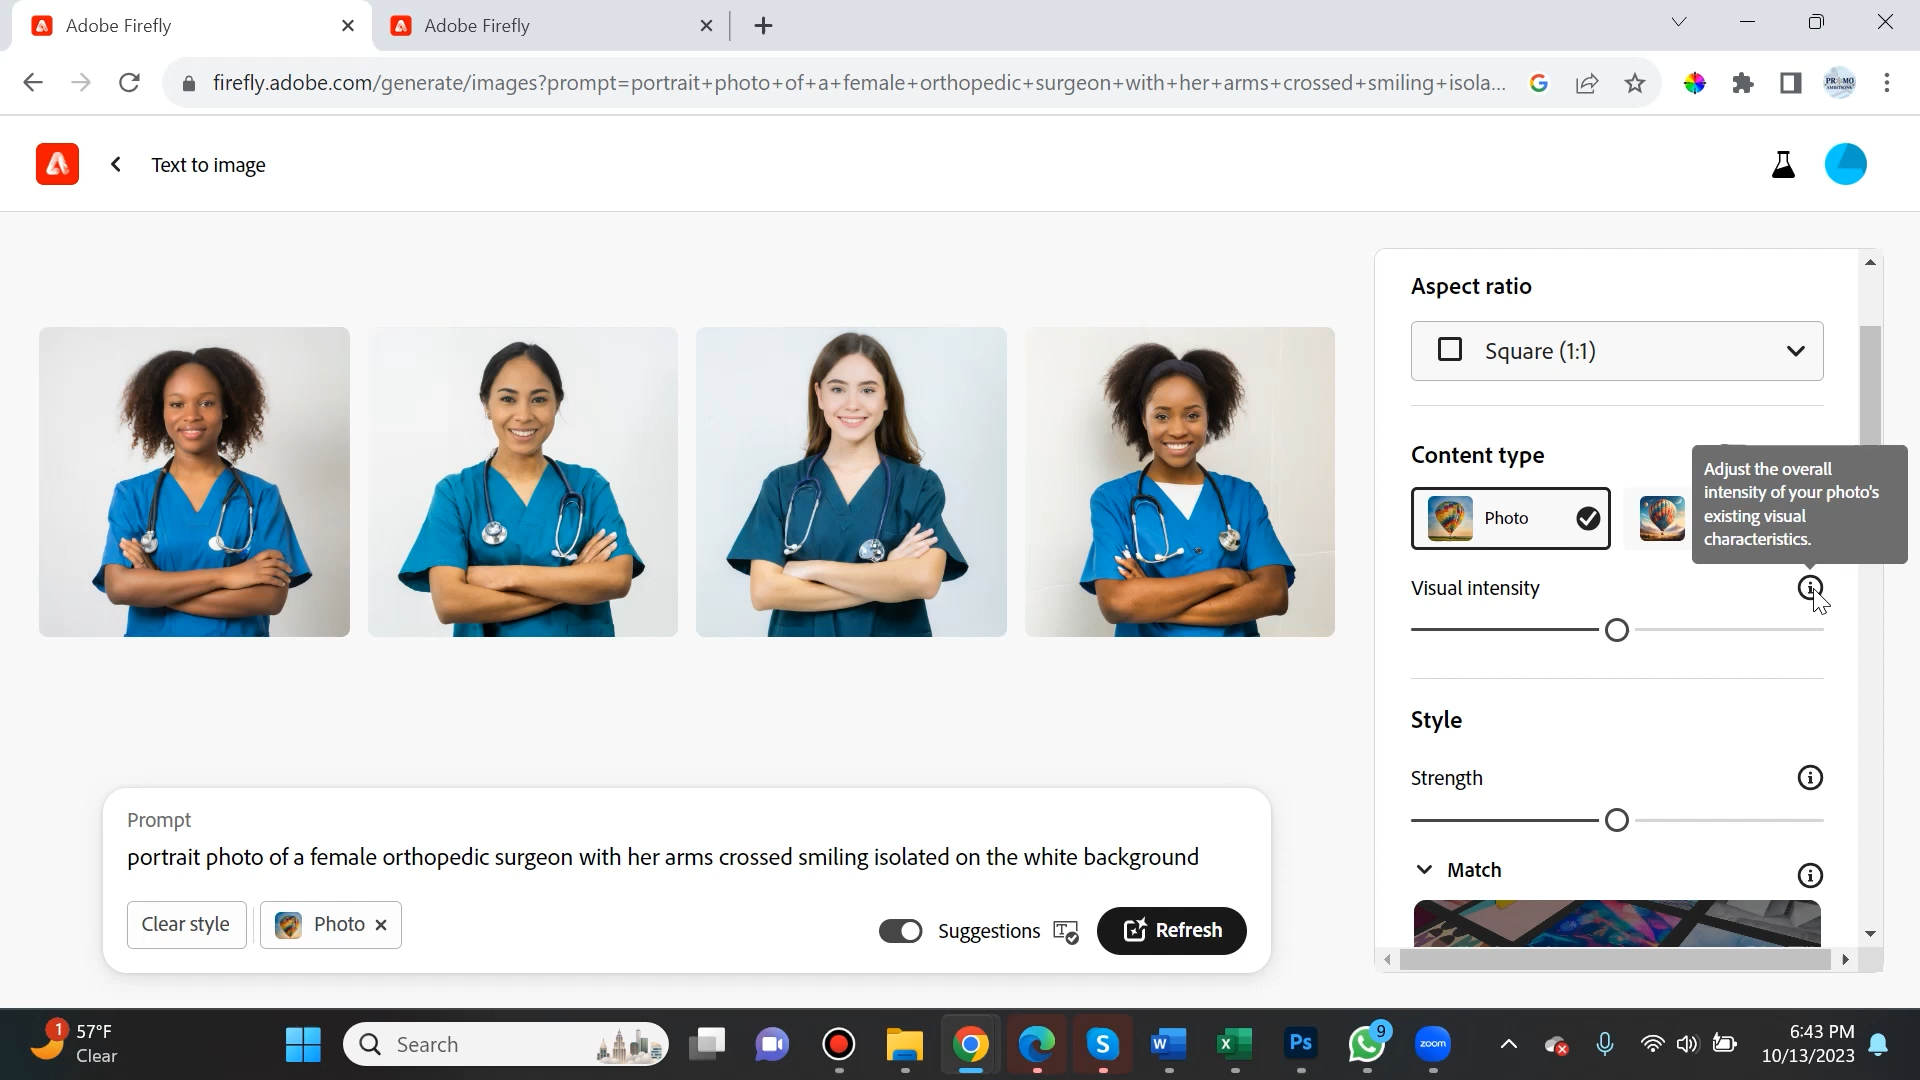 Adobe Firefly
Adobe Firefly
firefly.adobe.com/generate/images?prompt=portrait+photo+of+a+female+orthopedic+surgeon+with+her+arms+crossed+smiling+isola...
Text to image
Aspect ratio
Square (1:1)
Content type
Photo
Adjust the overall
intensity of your photo's
existing visual
characteristics.
Visual intensity
Style
Strength
Match
Prompt
portrait photo of a female orthopedic surgeon with her arms crossed smiling isolated on the white background
Clear style
Photo
Suggestions
Refresh
1
57°F
Clear
Search
9
zoom
6:43 PM
10/13/2023